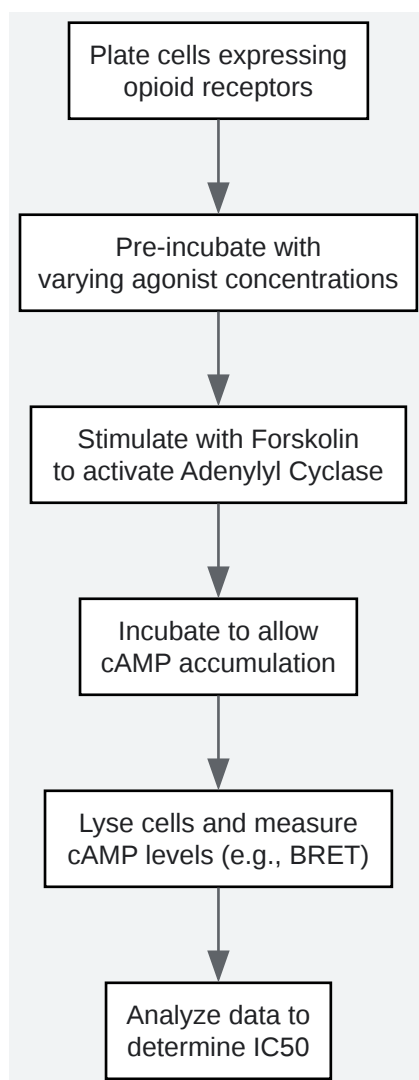 Plate cells expressing
opioid receptors
Pre-incubate with
varying agonist concentrations
Stimulate with Forskolin
to activate Adenylyl Cyclase
Incubate to allow
cAMP accumulation
Lyse cells and measure
cAMP levels (e.g., BRET)
Analyze data to
determine IC50